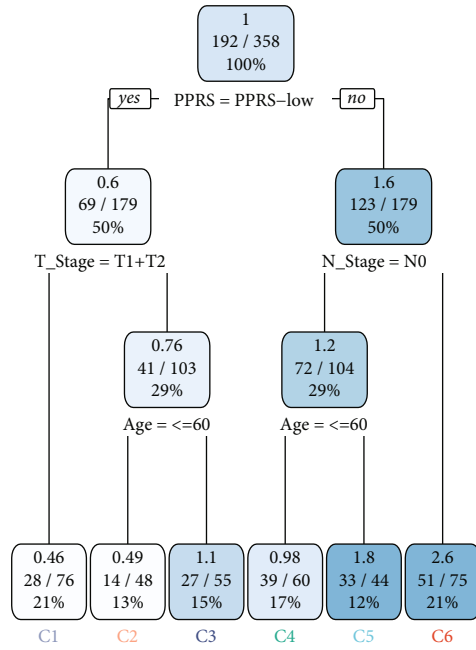 1
192 / 358
100%
yes PPRS = PPRS−low no
0.6
69 / 179
50%
1.6
123 / 179
50%
T_Stage = T1+T2
N_Stage = N0
0.76
41 / 103
29%
1.2
72 / 104
29%
Age = <=60
Age = <=60
0.46
28 / 76
21%
0.49
14 / 48
13%
1.1
27 / 55
15%
0.98
39 / 60
17%
1.8
33 / 44
12%
2.6
51 / 75
21%
C1 C2 C3 C4 C5 C6